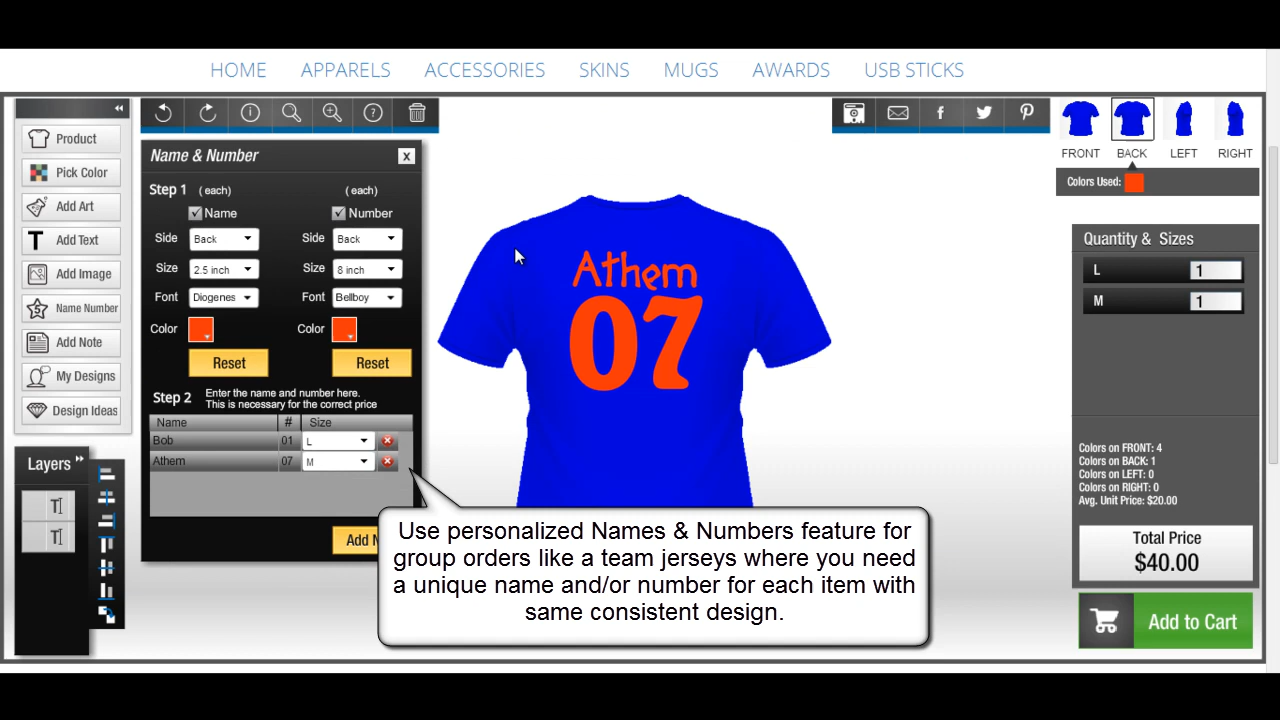 HOME APPARELS ACCESSORIES SKINS MUGS AWARDS USB STICKS
Product
Pick Color
Add Art
Add Text
Add Image
Name Number
Add Note
My Designs
Design Ideas
Layers
Name & Number
X
Step 1 ( each) ( each)
Name Number
Side Back Side Back
Size 2.5 inch Size 8 inch
Font Diogenes Font Bellboy
Color Color
Reset Reset
Step 2 Enter the name and number here.
This is necessary for the correct price
Name # Size
Bob 01 L
Athem 07 M
Athem
07
Use personalized Names & Numbers feature for
group orders like a team jerseys where you need
a unique name and/or number for each item with
same consistent design.
FRONT BACK LEFT RIGHT
Colors Used:
Quantity & Sizes
L 1
M 1
Colors on FRONT: 4
Colors on BACK: 1
Colors on LEFT: 0
Colors on RIGHT: 0
Avg. Unit Price: $20.00
Total Price
$40.00
Add to Cart